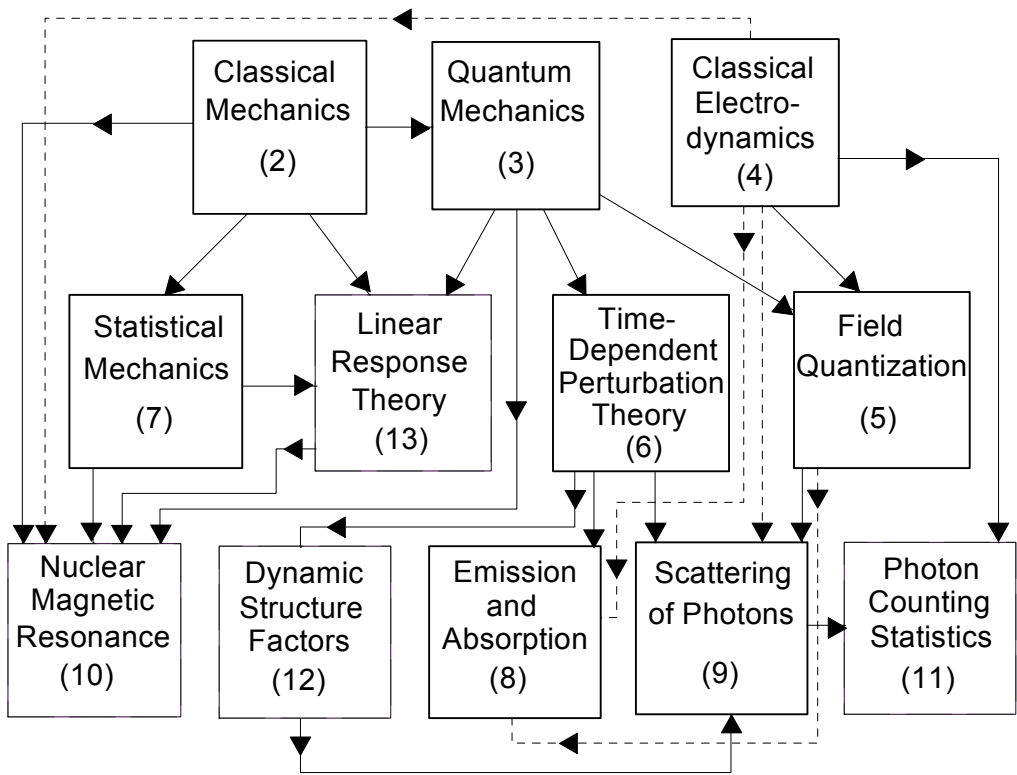 Classical
Mechanics
(2)
Quantum
Mechanics
(3)
Classical
Electro-
dynamics
(4)
Statistical
Mechanics
(7)
Linear
Response
Theory
(13)
Time-
Dependent
Perturbation
Theory
(6)
Field
Quantization
(5)
Nuclear
Magnetic
Resonance
(10)
Dynamic
Structure
Factors
(12)
Emission
and
Absorption
(8)
Scattering
of Photons
(9)
Photon
Counting
Statistics
(11)